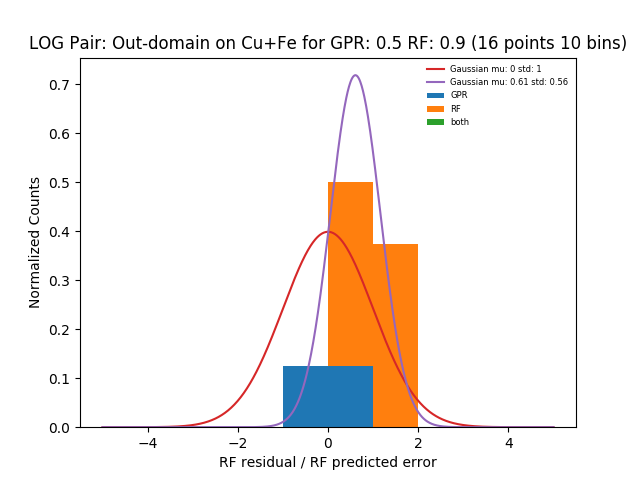 LOG Pair: Out-domain on Cu+Fe for GPR: 0.5 RF: 0.9 (16 points 10 bins)
Gaussian mu: 0 std: 1
Gaussian mu: 0.61 std: 0.56
GPR
RF
both
0.7
0.6
0.5
0.4
0.3
0.2
0.1
0.0
Normalized Counts
−4 −2 0 2 4
RF residual / RF predicted error